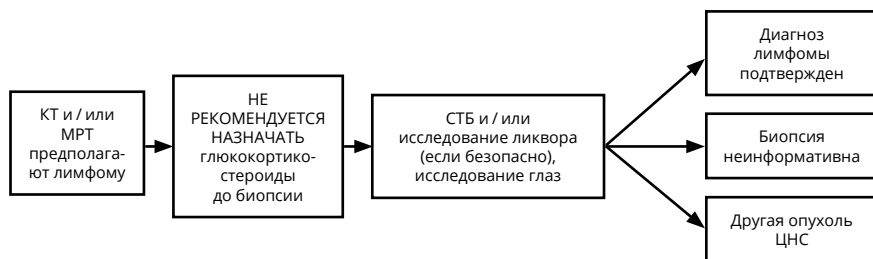 КТ и / или
МРТ
предполага-
ют лимфому
НЕ
РЕКОМЕНДУЕТСЯ
НАЗНАЧАТЬ
глюкокортико-
стероиды
до биопсии
СТБ и / или
исследование ликвора
(если безопасно),
исследование глаз
Диагноз
лимфомы
подтвержден
Биопсия
неинформативна
Другая опухоль
ЦНС